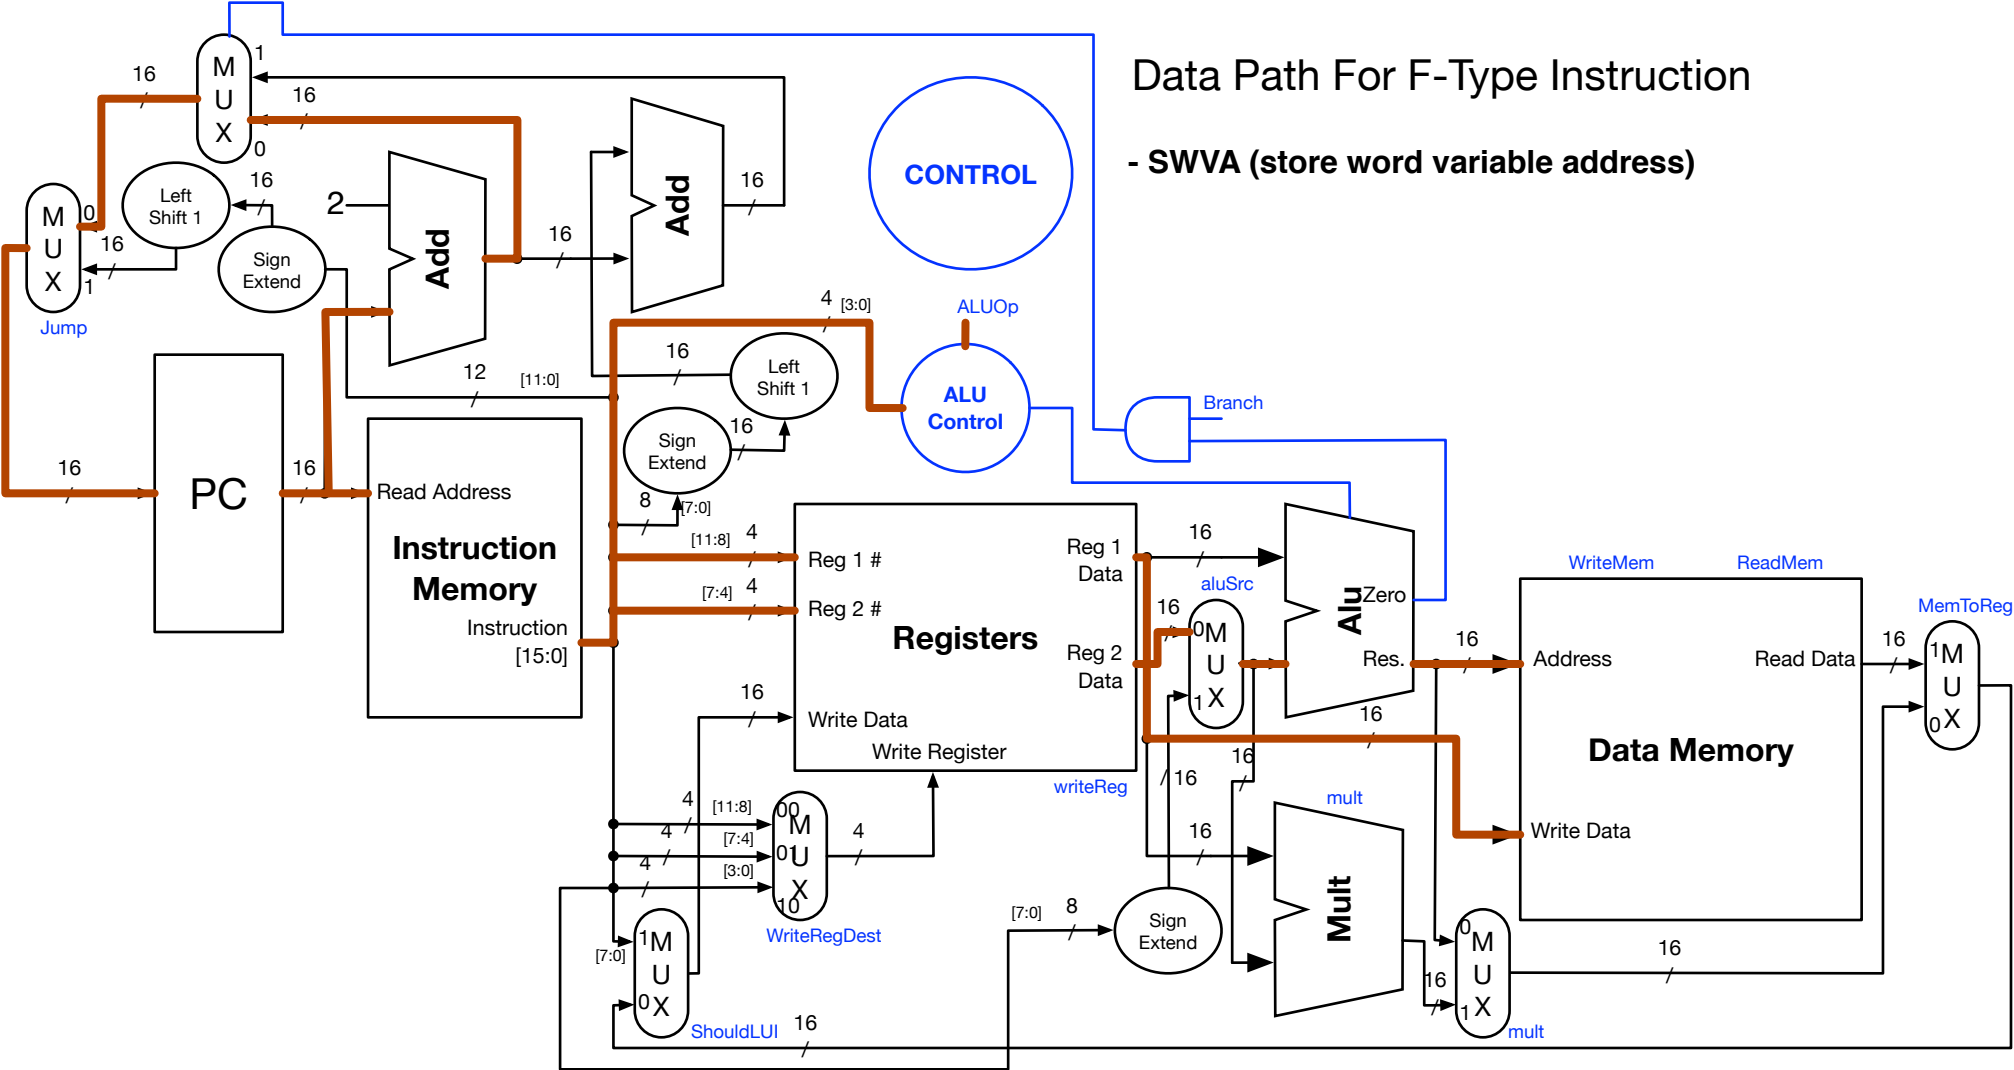 Data Path For F-Type Instruction
- SWVA (store word variable address)
M
U
X
1
0
16
16
M
U
X
0
1
Jump
16
Left
Shift 1
16
Sign
Extend
2
Add
16
Add
16
CONTROL
12
[11:0]
4
[3:0]
ALUOp
ALU
Control
16
Left
Shift 1
Sign
Extend
16
8
[7:0]
Branch
16
PC
16
Read Address
Instruction
Memory
Instruction
[15:0]
[11:8]
4
[7:4]
4
Reg 1 #
Reg 2 #
Registers
Reg 1
Data
Reg 2
Data
16
Write Data
Write Register
writeReg
16
aluSrc
16
0
M
U
X
1
Alu
Zero
Res.
16
16
16
16
WriteMem
ReadMem
Address
Read Data
Data Memory
Write Data
MemToReg
16
1
M
U
X
0
4
[11:8]
4
[7:4]
4
[3:0]
00
M
01
U
X
10
WriteRegDest
4
[7:0]
1
M
U
0
X
ShouldLUI
16
[7:0]
8
Sign
Extend
16
mult
Mult
16
0
M
U
X
1
mult
16